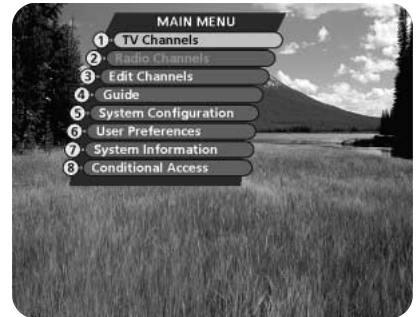 MAIN MENU
1 TV Channels
2 Radio Channels
3 Edit Channels
4 Guide
5 System Configuration
6 User Preferences
7 System Information
8 Conditional Access